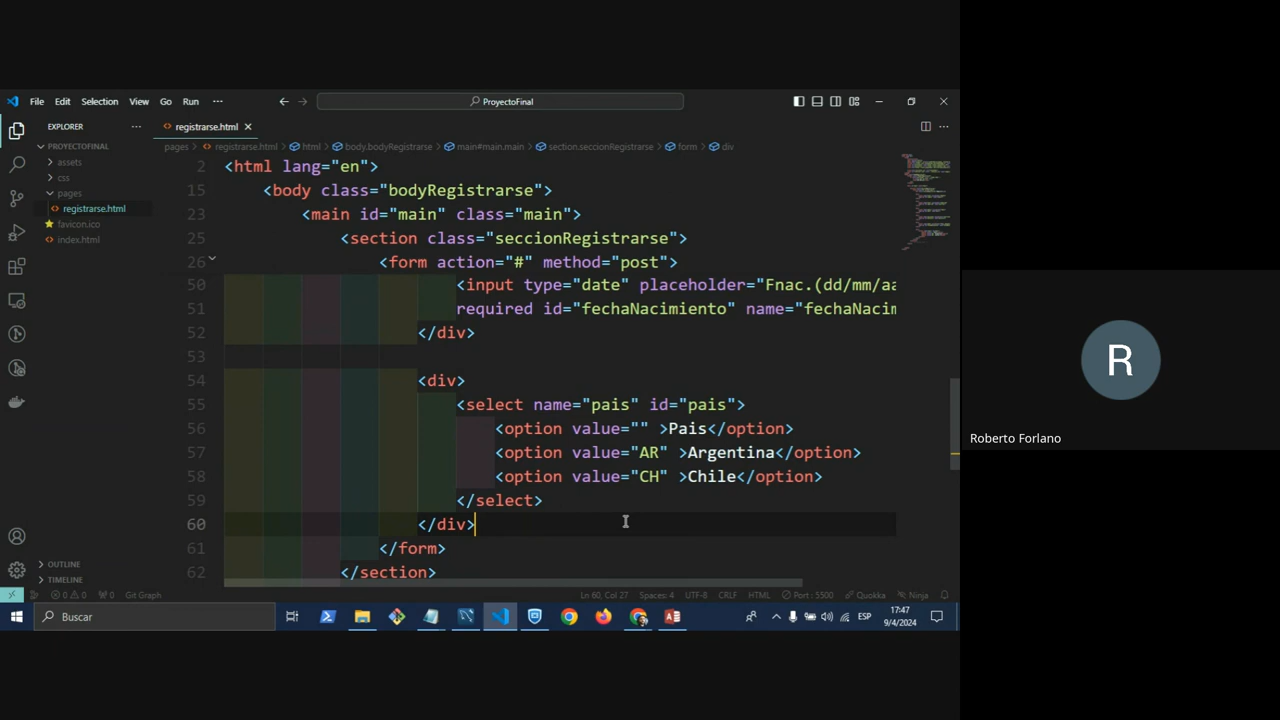 File Edit Selection View Go Run ··· ProyectoFinal
EXPLORER ···
PROYECTOFINAL
assets
css
pages
registrarse.html
favicon.ico
index.html
OUTLINE
TIMELINE
registrarse.html
pages > registrarse.html > html > body.bodyRegistrarse > main#main.main > section.seccionRegistrarse > form > div
2 <html lang="en">
15 <body class="bodyRegistrarse">
23 <main id="main" class="main">
25 <section class="seccionRegistrarse">
26 <form action="#" method="post">
50 <input type="date" placeholder="Fnac.(dd/mm/aa
51 required id="fechaNacimiento" name="fechaNacim
52 </div>
53
54 <div>
55 <select name="pais" id="pais">
56 <option value="" >Pais</option>
57 <option value="AR" >Argentina</option>
58 <option value="CH" >Chile</option>
59 </select>
60 </div>
61 </form>
62 </section>
0 0 0 Git Graph Ln 60, Col 27 Spaces: 4 UTF-8 CRLF HTML Port : 5500 Quokka Ninja
Buscar ESP 17:47
9/4/2024
R
Roberto Forlano